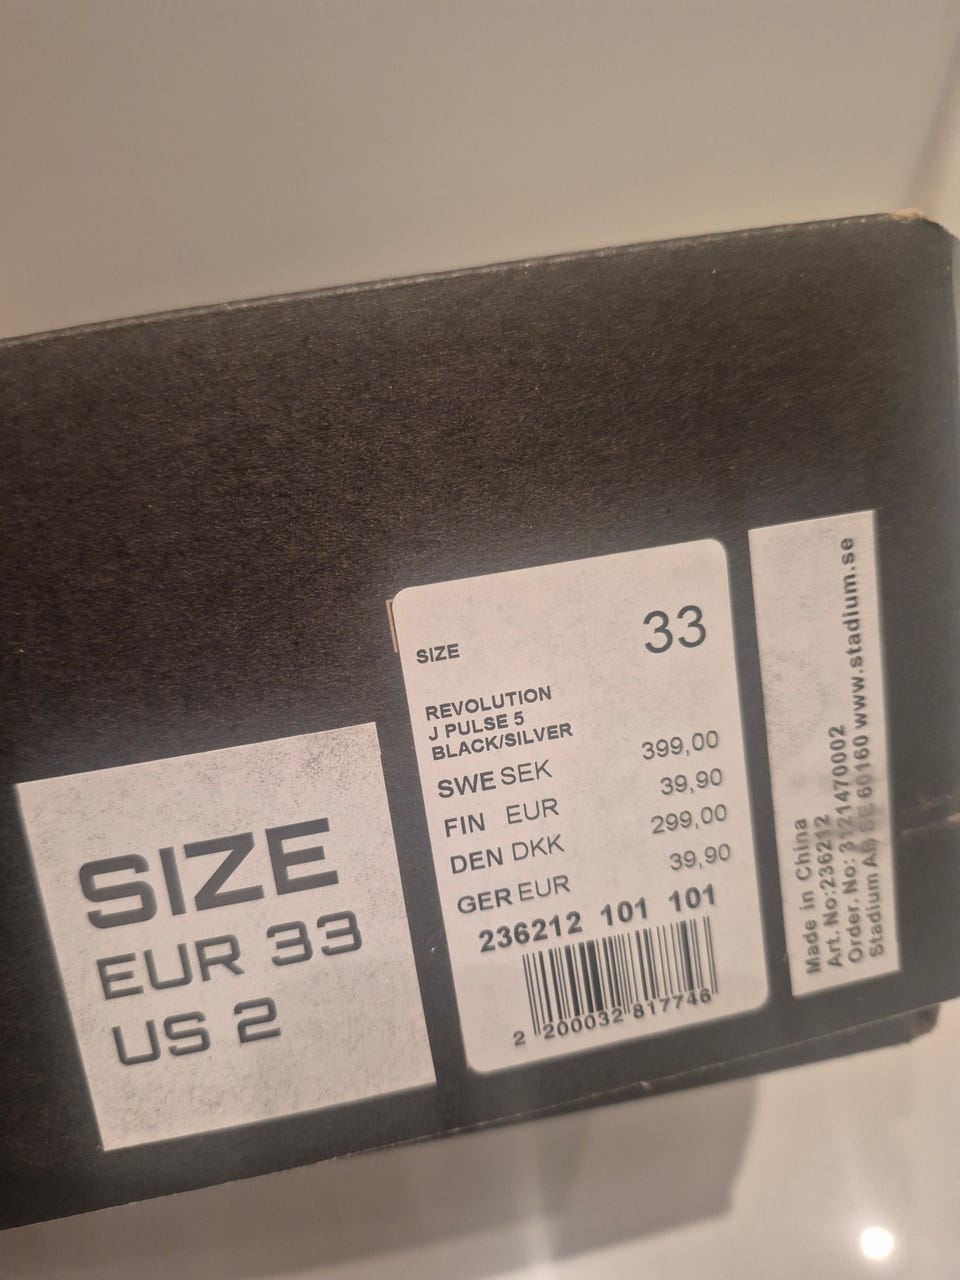 SIZE
EUR 33
US 2
SIZE 33
REVOLUTION
J PULSE 5
BLACK/SILVER
SWE SEK 399,00
FIN EUR 39,90
DEN DKK 299,00
GER EUR 39,90
236212 101 101
2 200032 817746
Made in China
Art. No:236212
Order. No: 3121470002
Stadium AB SE 60160 www.stadium.se